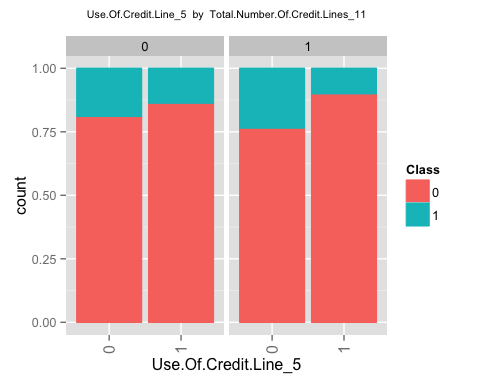 Use.Of.Credit.Line_5 by Total.Number.Of.Credit.Lines_11
0 1
1.00
0.75
0.50
0.25
0.00
count
0 1 0 1
Use.Of.Credit.Line_5
Class
0
1